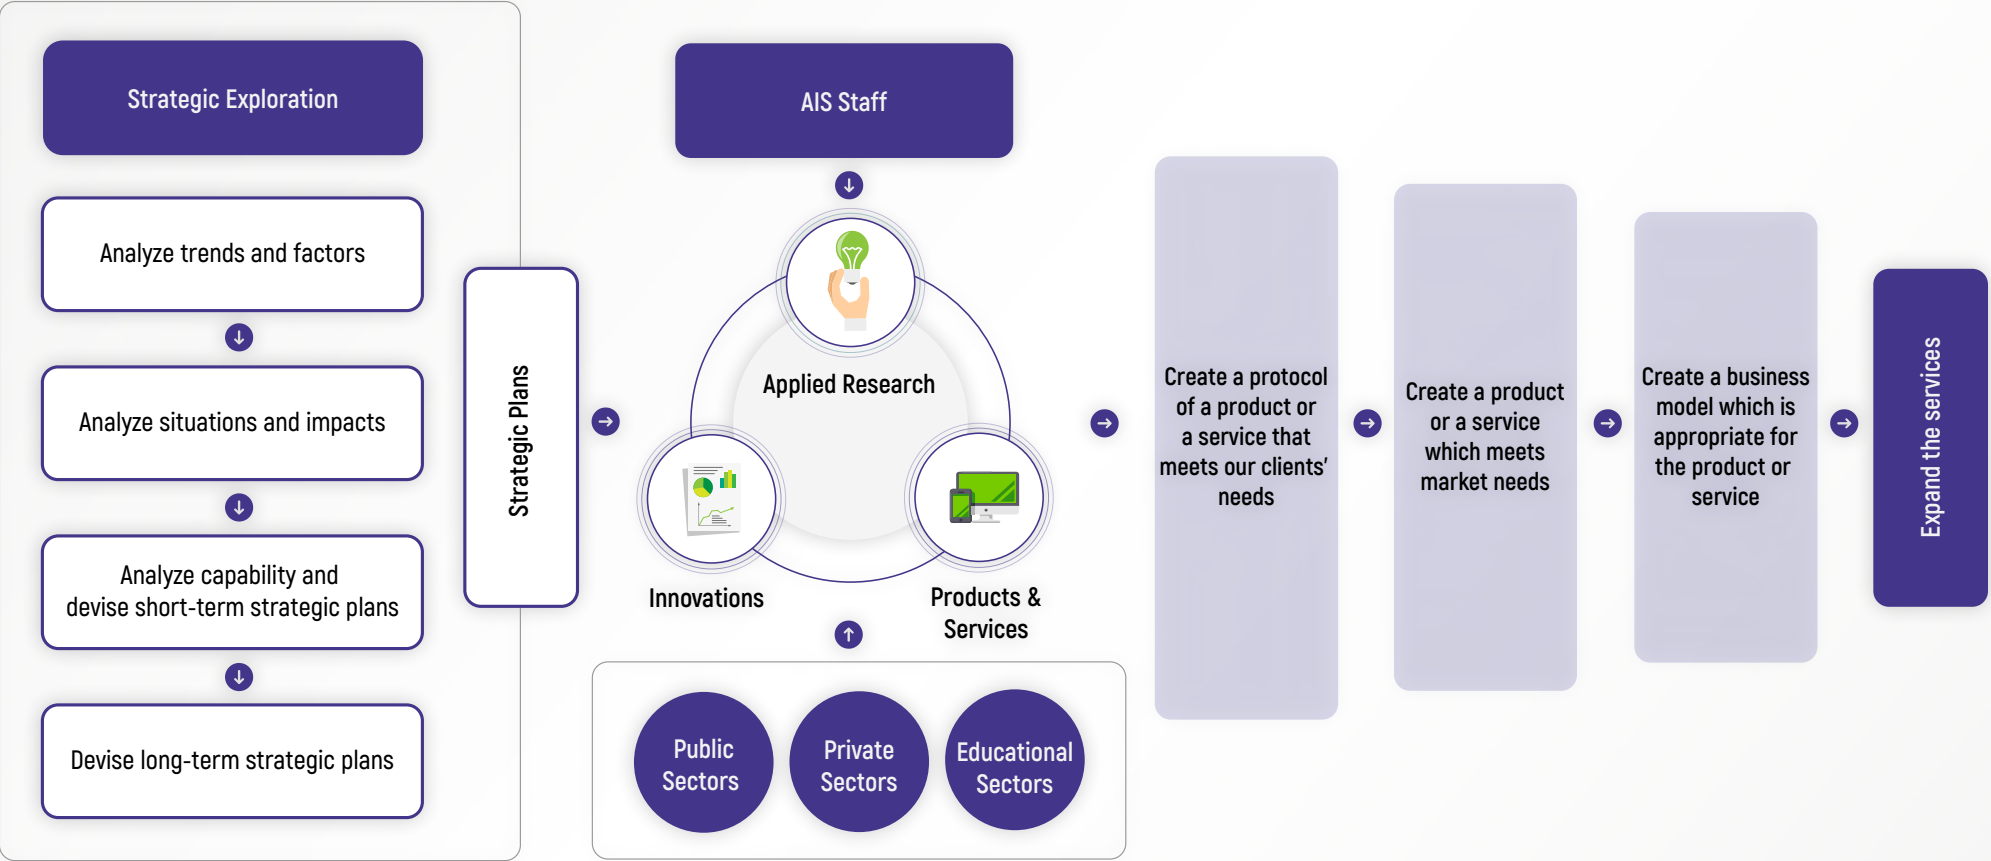 Strategic Exploration
Analyze trends and factors
Analyze situations and impacts
Analyze capability and
devise short-term strategic plans
Devise long-term strategic plans
Strategic Plans
AIS Staff
Applied Research
Innovations
Products &
Services
Public
Sectors
Private
Sectors
Educational
Sectors
Create a protocol
of a product or
a service that
meets our clients’
needs
Create a product
or a service
which meets
market needs
Create a business
model which is
appropriate for
the product or
service
Expand the services